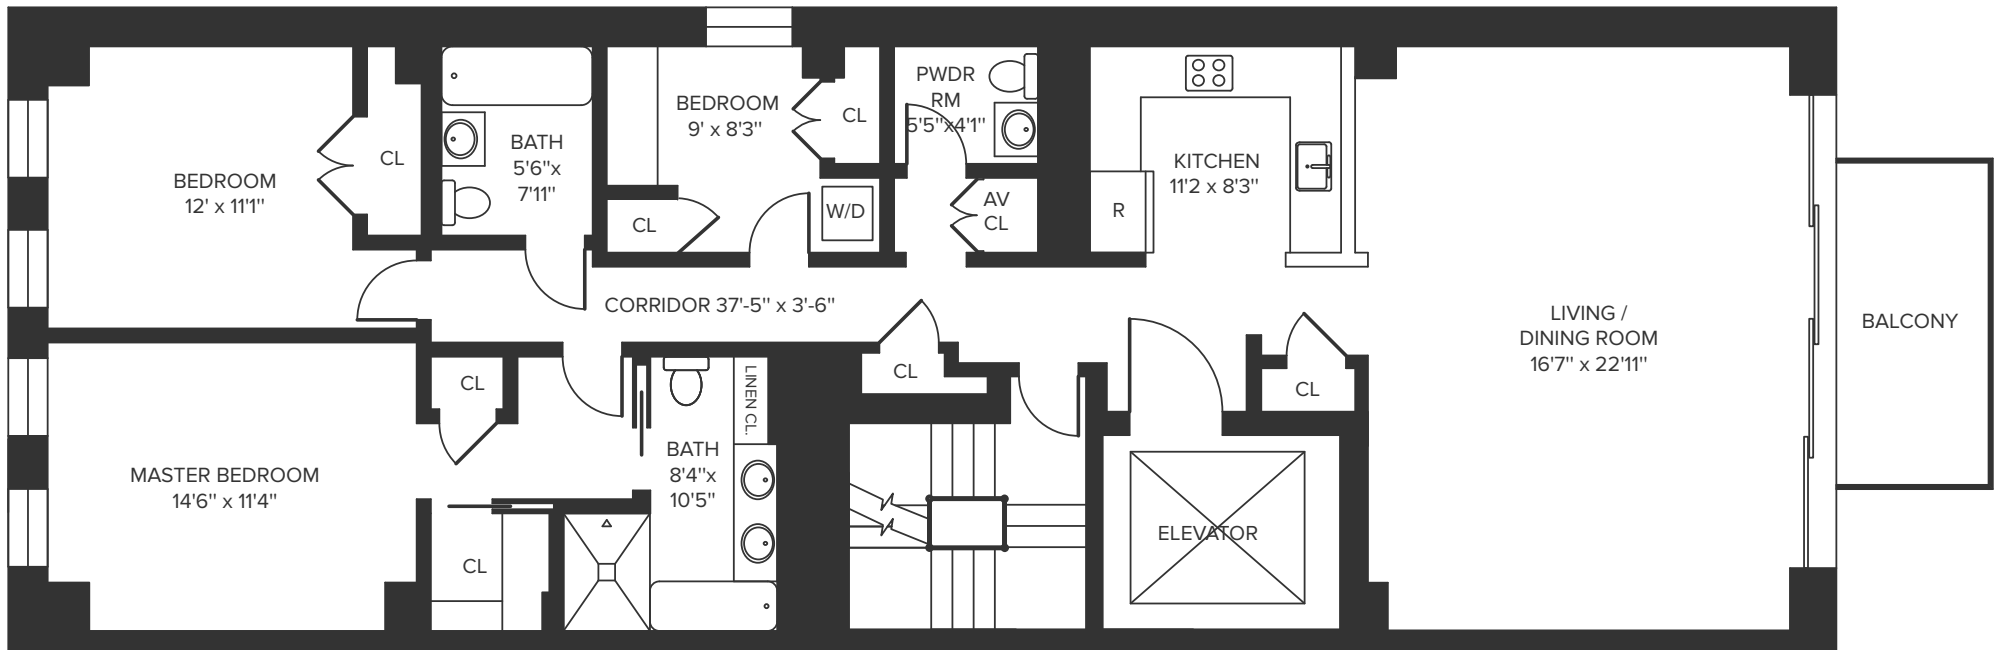 BEDROOM
12' x 11'1"
CL
BATH
5'6"x
7'11"
BEDROOM
9' x 8'3"
CL
CL
W/D
PWDR
RM
5'5"x4'1"
AV
CL
KITCHEN
11'2 x 8'3"
R
CORRIDOR 37'-5" x 3'-6"
LIVING /
DINING ROOM
16'7" x 22'11"
BALCONY
MASTER BEDROOM
14'6" x 11'4"
CL
CL
BATH
8'4"x
10'5"
LINEN CL.
CL
ELEVATOR
CL